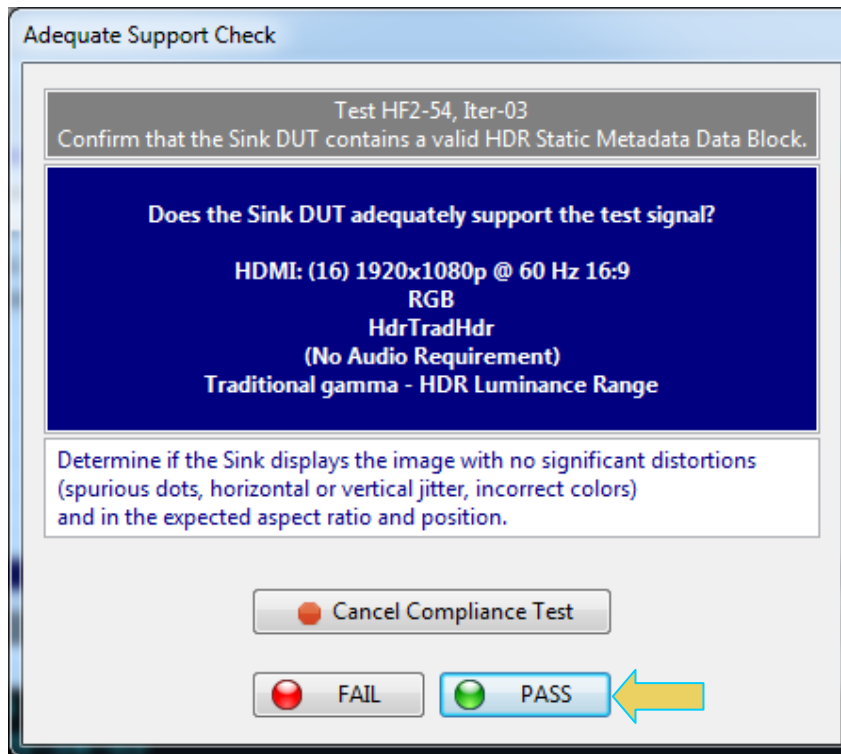 Adequate Support Check
Test HF2-54, Iter-03
Confirm that the Sink DUT contains a valid HDR Static Metadata Data Block.
Does the Sink DUT adequately support the test signal?
HDMI: (16) 1920x1080p @ 60 Hz 16:9
RGB
HdrTradHdr
(No Audio Requirement)
Traditional gamma - HDR Luminance Range
Determine if the Sink displays the image with no significant distortions
(spurious dots, horizontal or vertical jitter, incorrect colors)
and in the expected aspect ratio and position.
Cancel Compliance Test
FAIL PASS